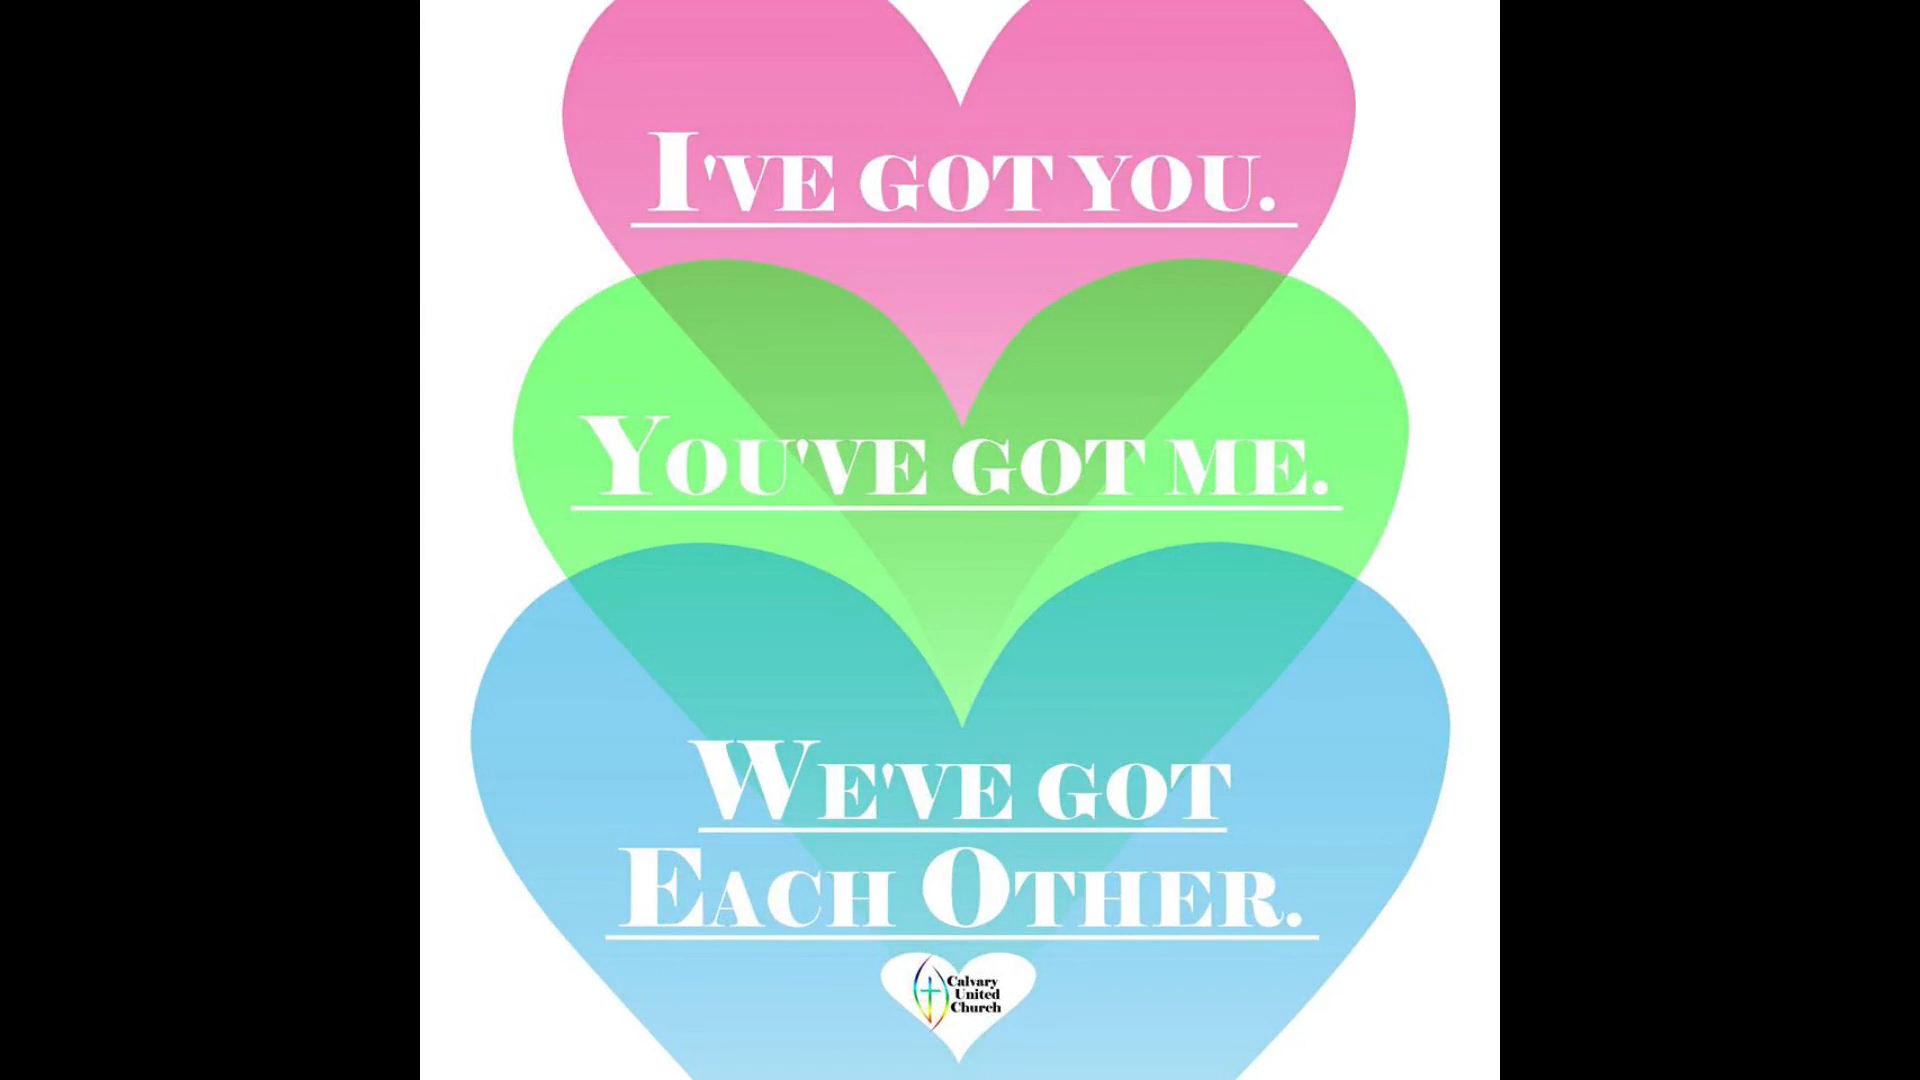 I'VE GOT YOU.
YOU'VE GOT ME.
WE'VE GOT
EACH OTHER.
Calvary
United
Church